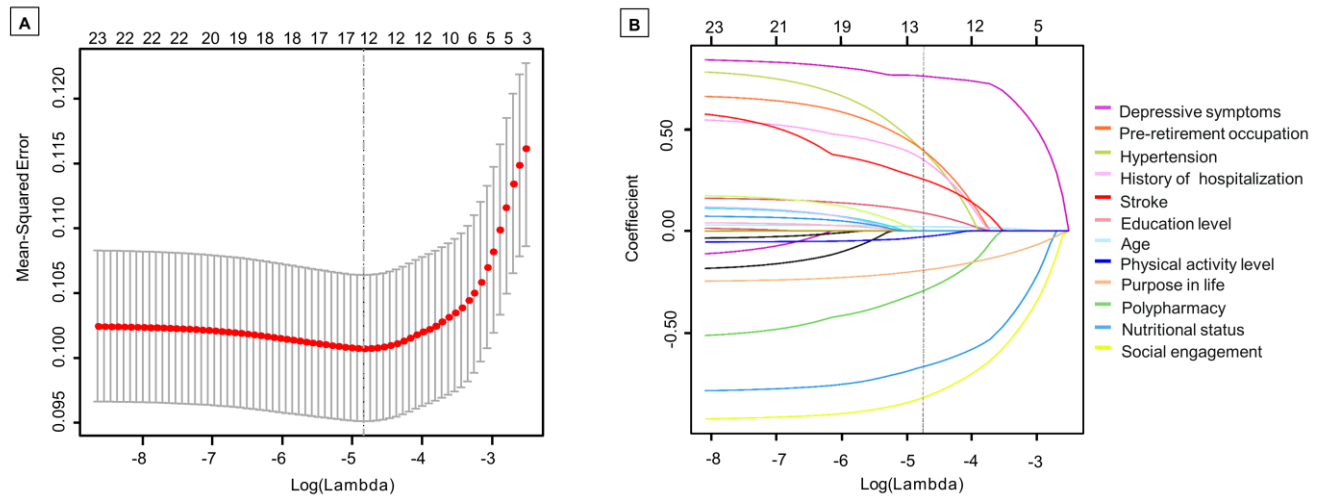 A
23 22 22 22 20 19 18 18 17 17 12 12 12 10 6 5 5 3
0.120
0.115
0.110
0.105
0.100
0.095
Mean-Squared Error
-8 -7 -6 -5 -4 -3
Log(Lambda)
B
23 21 19 13 12 5
0.50
0.00
-0.50
Coeffiecient
-8 -7 -6 -5 -4 -3
Log(Lambda)
Depressive symptoms
Pre-retirement occupation
Hypertension
History of hospitalization
Stroke
Education level
Age
Physical activity level
Purpose in life
Polypharmacy
Nutritional status
Social engagement